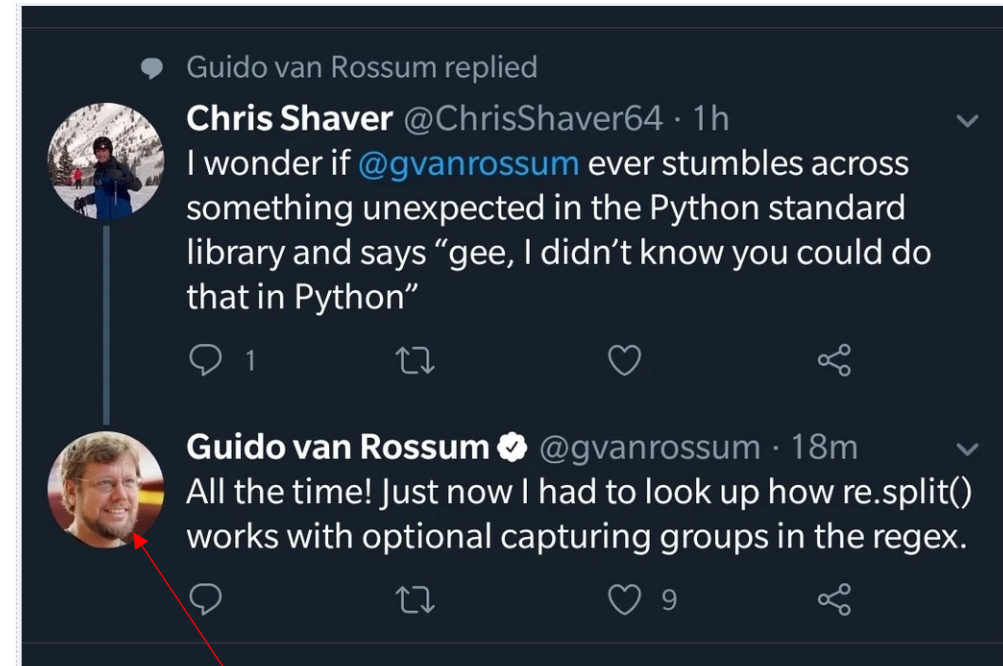 Guido van Rossum replied
Chris Shaver @ChrisShaver64 · 1h
I wonder if @gvanrossum ever stumbles across
something unexpected in the Python standard
library and says “gee, I didn’t know you could do
that in Python”
1
Guido van Rossum @gvanrossum · 18m
All the time! Just now I had to look up how re.split()
works with optional capturing groups in the regex.
9